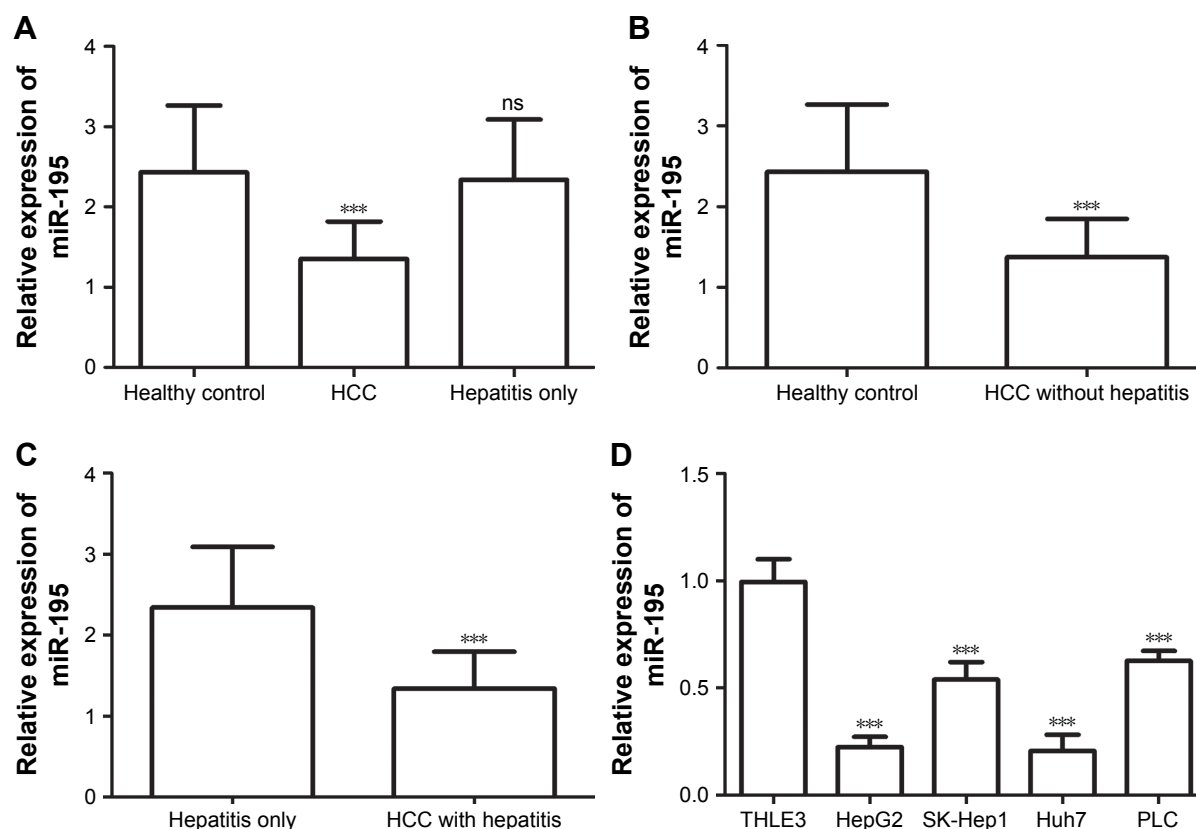 A
Relative expression of
miR-195
4
3
2
1
0
***
ns
Healthy control HCC Hepatitis only
B
Relative expression of
miR-195
4
3
2
1
0
***
Healthy control HCC without hepatitis
C
Relative expression of
miR-195
4
3
2
1
0
***
Hepatitis only HCC with hepatitis
D
Relative expression of
miR-195
1.5
1.0
0.5
0.0
***
***
***
***
THLE3 HepG2 SK-Hep1 Huh7 PLC